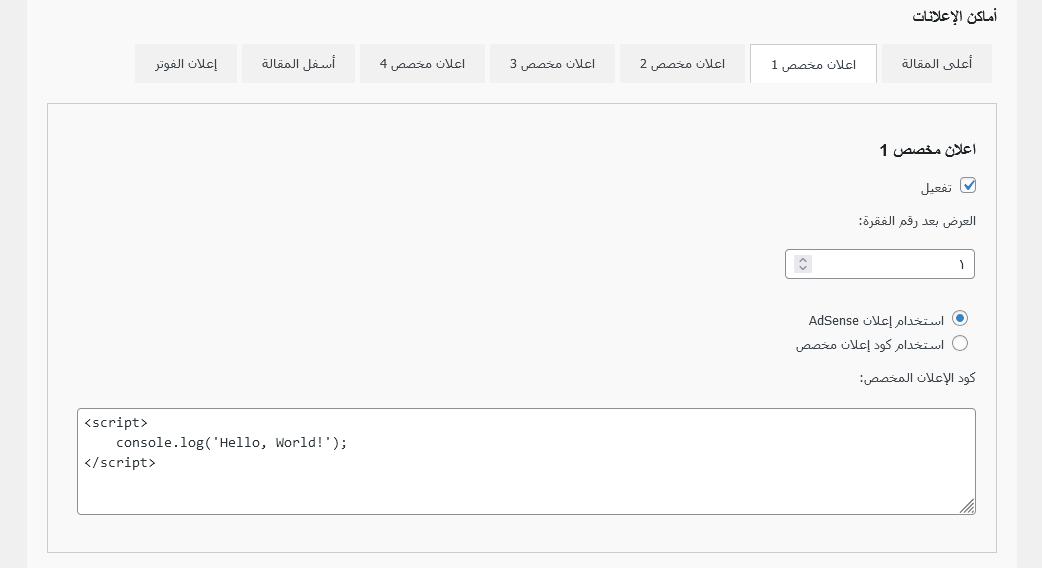 أماكن الإعلانات
أعلى المقالة
اعلان مخصص 1
اعلان مخصص 2
اعلان مخصص 3
اعلان مخصص 4
أسفل المقالة
إعلان الفوتر
اعلان مخصص 1
تفعيل
العرض بعد رقم الفقرة:
١
استخدام إعلان AdSense
استخدام كود إعلان مخصص
كود الإعلان المخصص:
<script>
    console.log('Hello, World!');
</script>